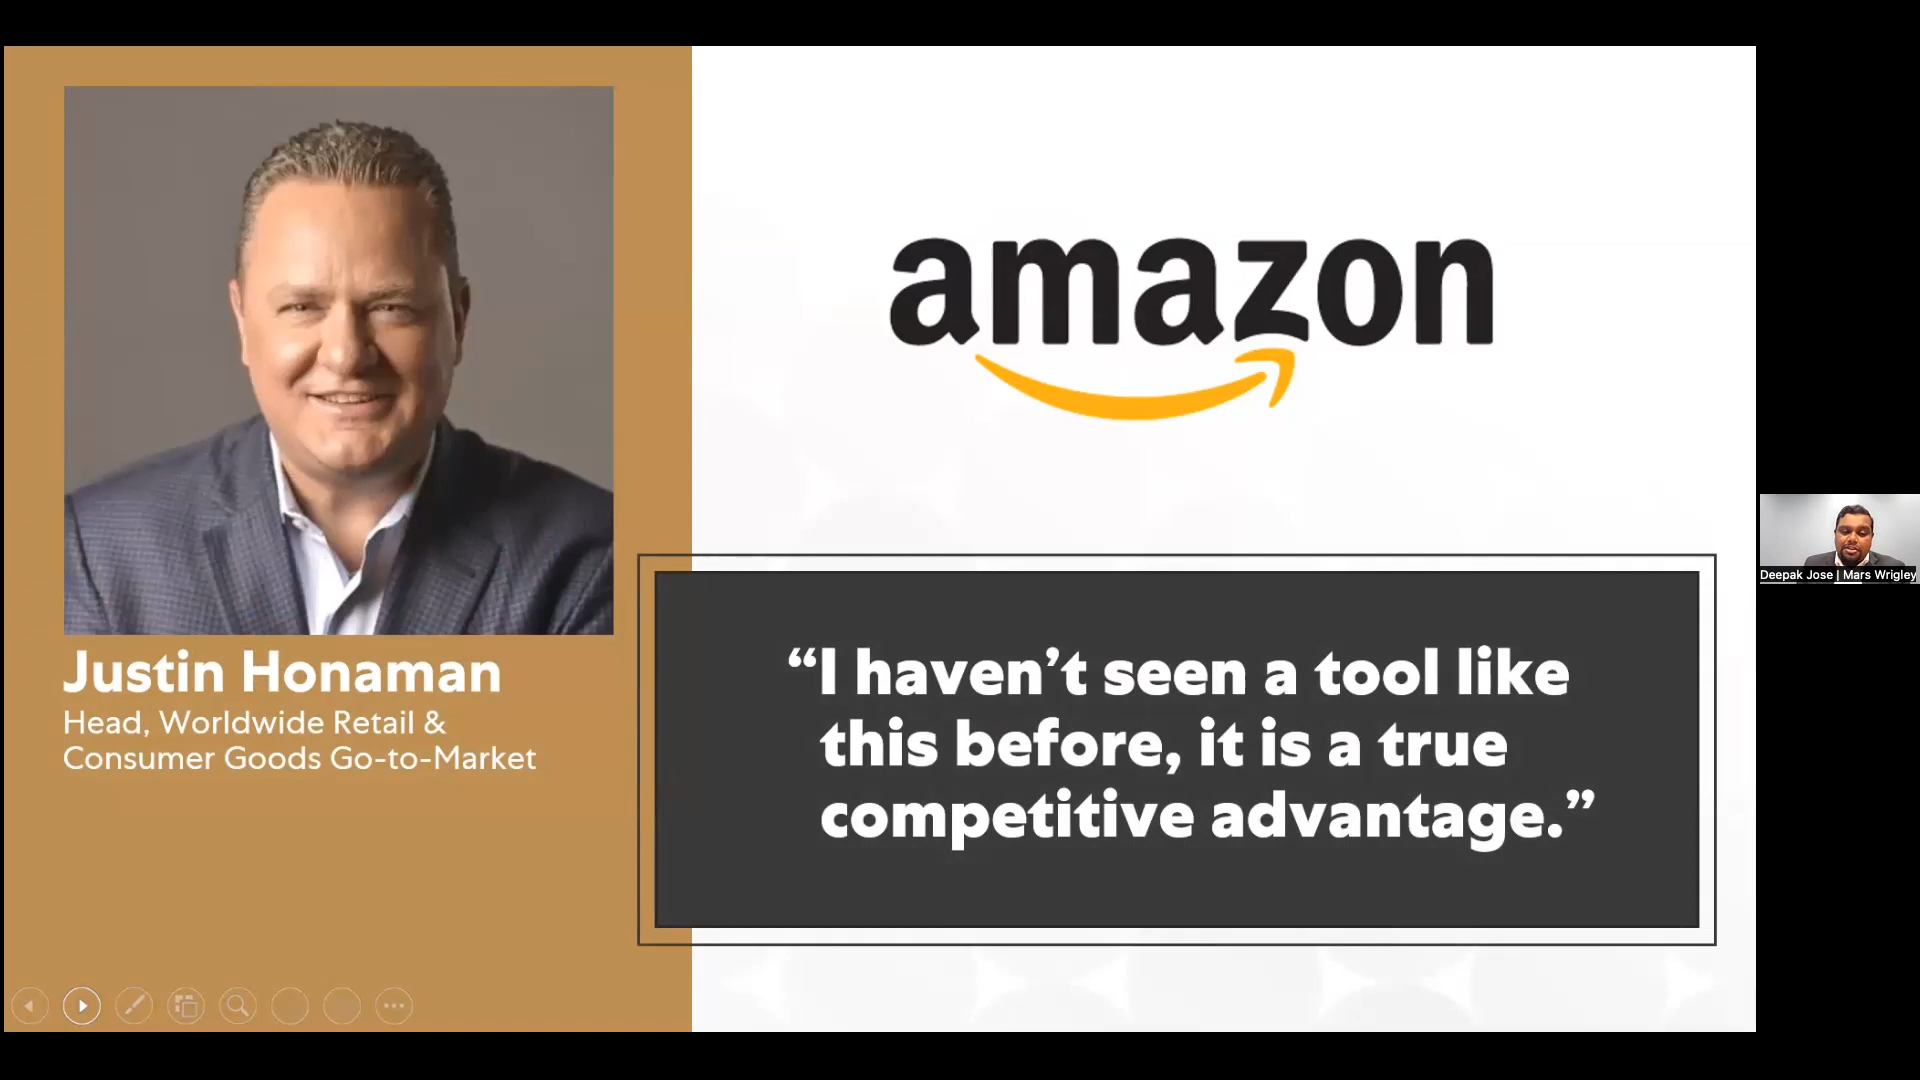 amazon
Justin Honaman
Head, Worldwide Retail &
Consumer Goods Go-to-Market
“I haven’t seen a tool like
this before, it is a true
competitive advantage.”
Deepak Jose | Mars Wrigley